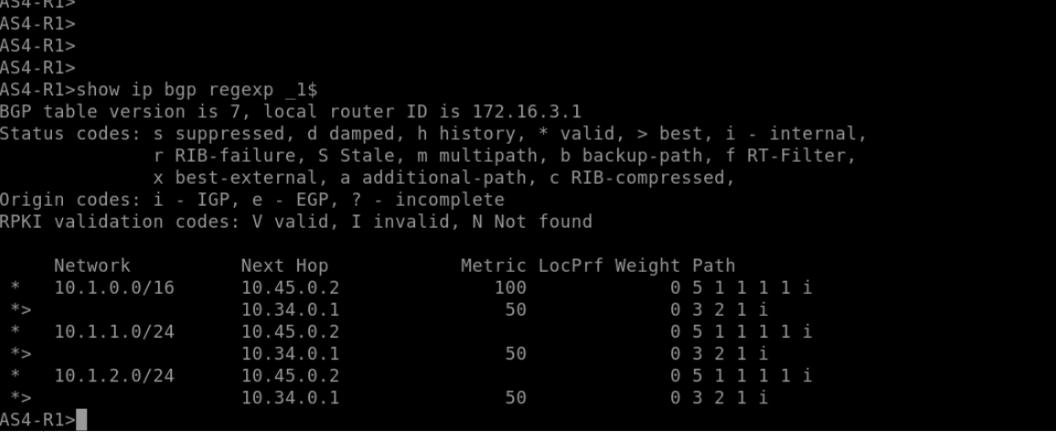 AS4-R1>
AS4-R1>
AS4-R1>
AS4-R1>
AS4-R1>show ip bgp regexp _1$
BGP table version is 7, local router ID is 172.16.3.1
Status codes: s suppressed, d damped, h history, * valid, > best, i - internal,
              r RIB-failure, S Stale, m multipath, b backup-path, f RT-Filter,
              x best-external, a additional-path, c RIB-compressed,
Origin codes: i - IGP, e - EGP, ? - incomplete
RPKI validation codes: V valid, I invalid, N Not found

     Network          Next Hop            Metric LocPrf Weight Path
 *   10.1.0.0/16      10.45.0.2              100             0 5 1 1 1 1 i
 *>                   10.34.0.1               50             0 3 2 1 i
 *   10.1.1.0/24      10.45.0.2                              0 5 1 1 1 1 i
 *>                   10.34.0.1               50             0 3 2 1 i
 *   10.1.2.0/24      10.45.0.2                              0 5 1 1 1 1 i
 *>                   10.34.0.1               50             0 3 2 1 i
AS4-R1>